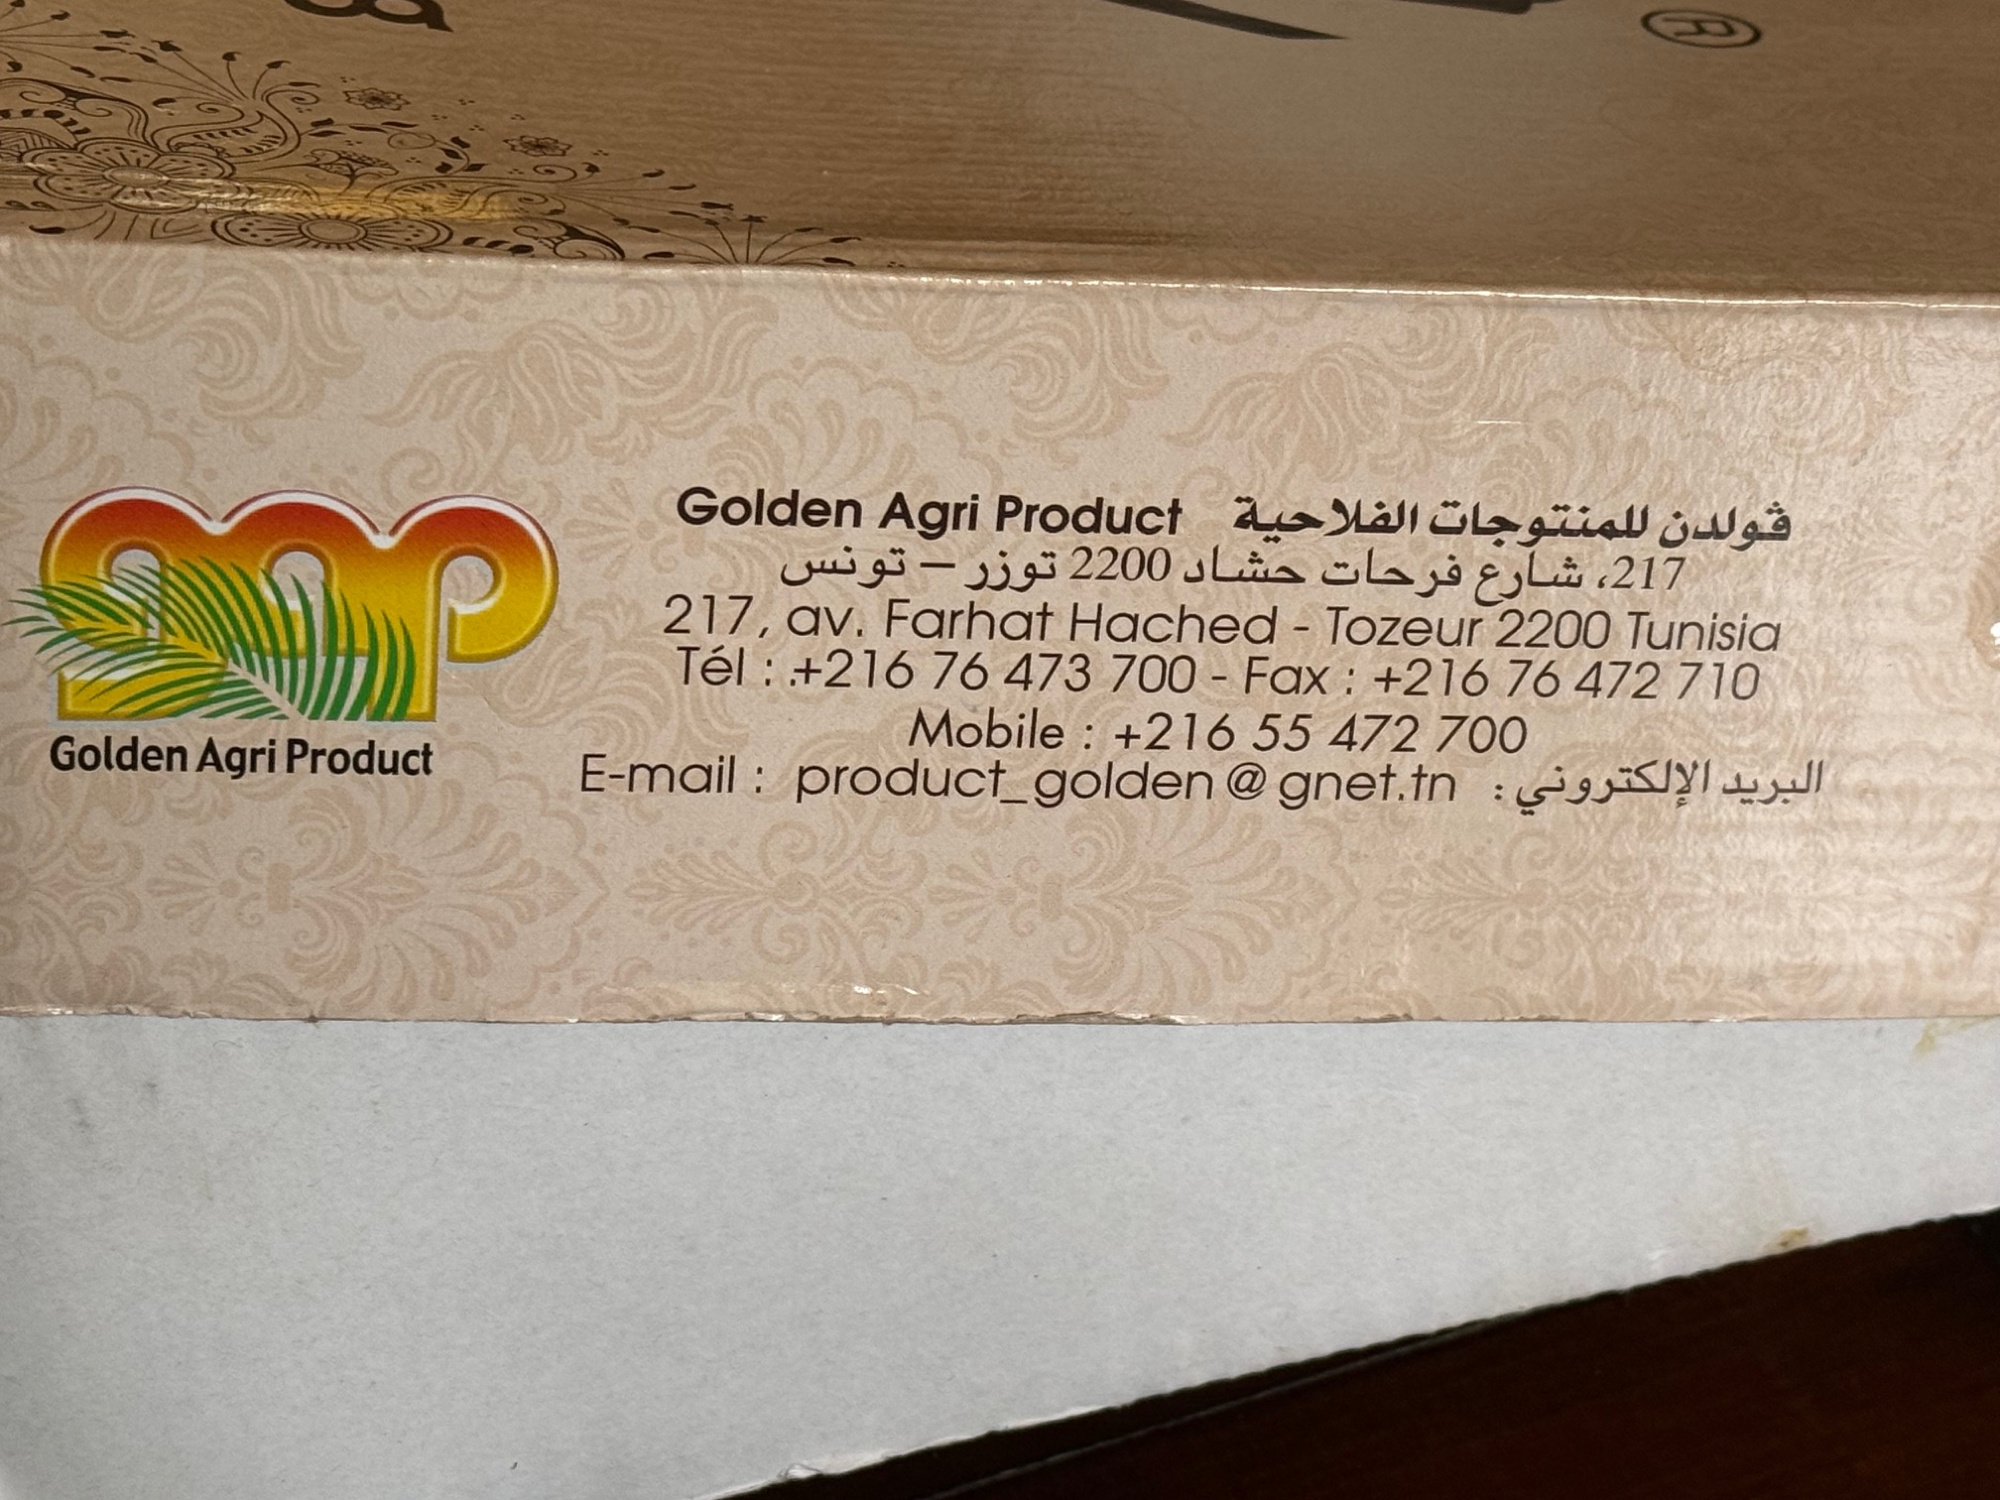 ®
Golden Agri Product ڨولدن للمنتوجات الفلاحية
217، شارع فرحات حشاد 2200 توزر – تونس
217, av. Farhat Hached - Tozeur 2200 Tunisia
Tél : .+216 76 473 700 - Fax : +216 76 472 710
Mobile : +216 55 472 700
E-mail : product_golden@gnet.tn البريد الإلكتروني :
gap
Golden Agri Product